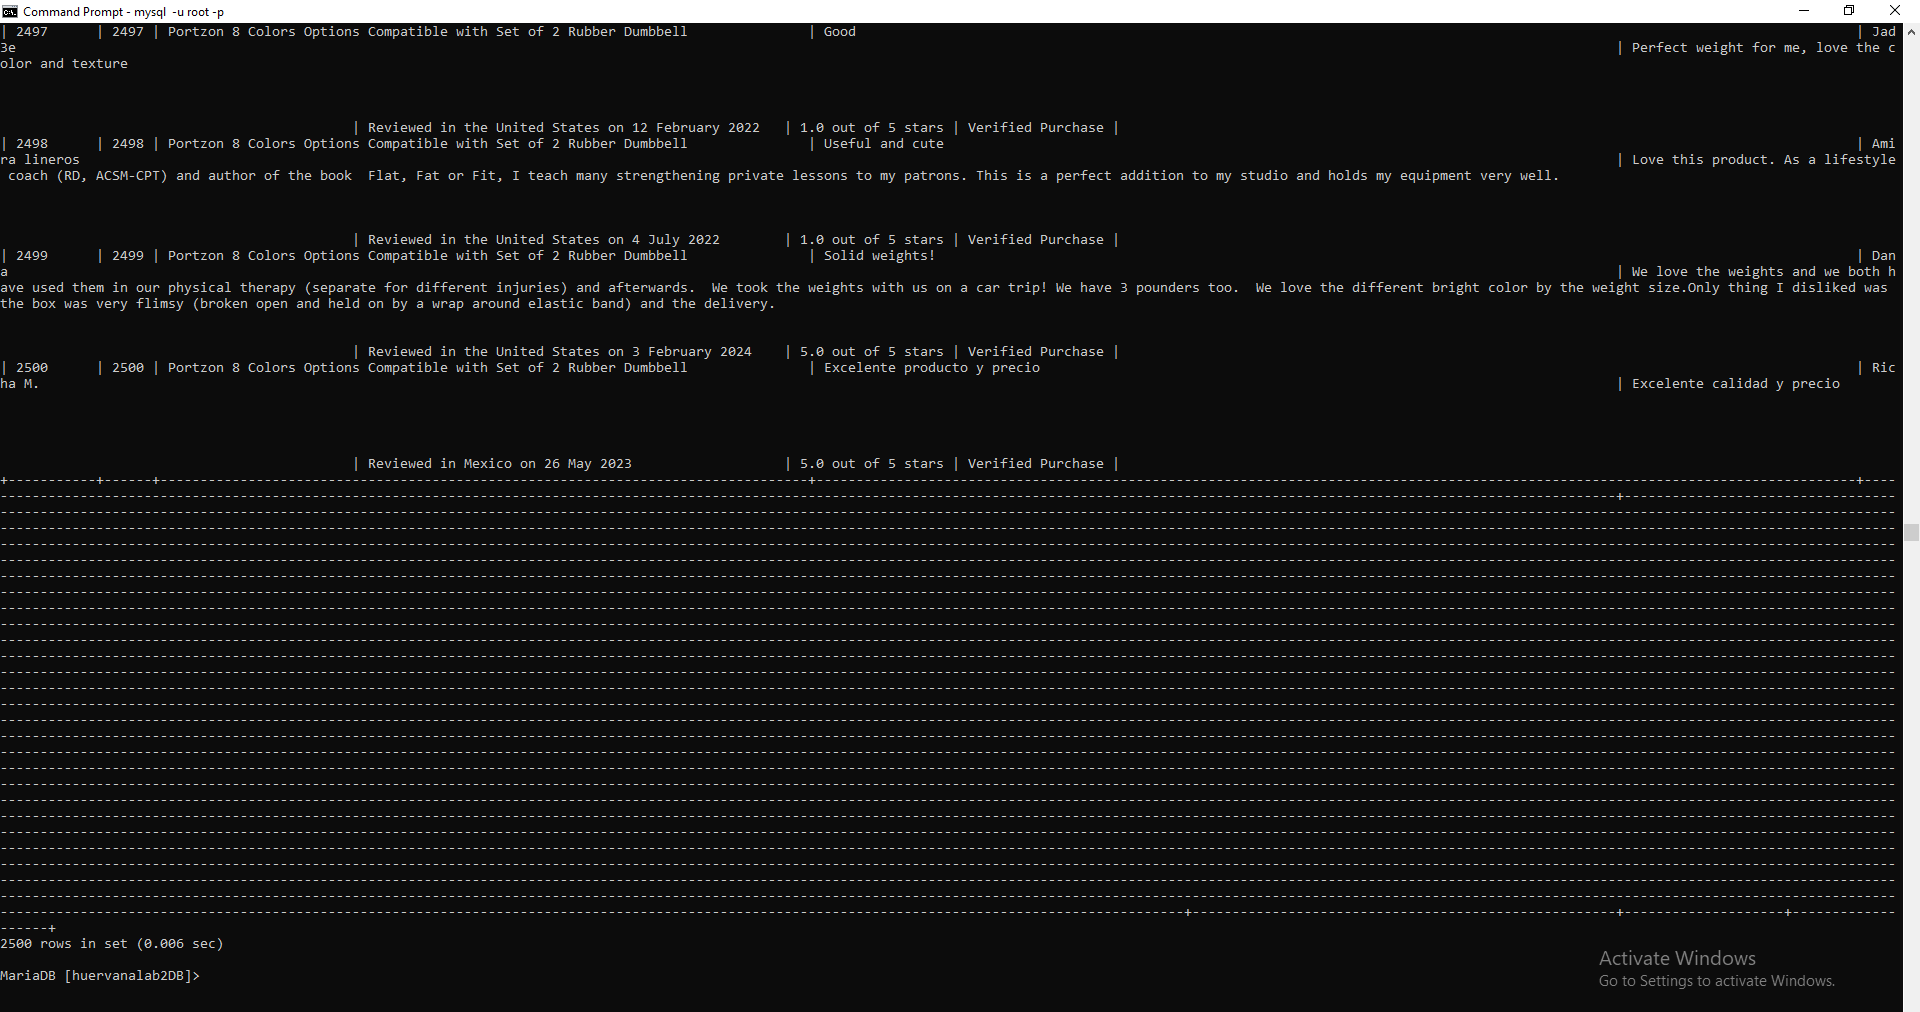 Command Prompt - mysql -u root -p
| 2497 | 2497 | Portzon 8 Colors Options Compatible with Set of 2 Rubber Dumbbell | Good | Jad
3e | Perfect weight for me, love the c
olor and texture
| Reviewed in the United States on 12 February 2022 | 1.0 out of 5 stars | Verified Purchase |
| 2498 | 2498 | Portzon 8 Colors Options Compatible with Set of 2 Rubber Dumbbell | Useful and cute | Ami
ra lineros | Love this product. As a lifestyle
coach (RD, ACSM-CPT) and author of the book Flat, Fat or Fit, I teach many strengthening private lessons to my patrons. This is a perfect addition to my studio and holds my equipment very well.
| Reviewed in the United States on 4 July 2022 | 1.0 out of 5 stars | Verified Purchase |
| 2499 | 2499 | Portzon 8 Colors Options Compatible with Set of 2 Rubber Dumbbell | Solid weights! | Dan
a | We love the weights and we both h
ave used them in our physical therapy (separate for different injuries) and afterwards. We took the weights with us on a car trip! We have 3 pounders too. We love the different bright color by the weight size.Only thing I disliked was
the box was very flimsy (broken open and held on by a wrap around elastic band) and the delivery.
| Reviewed in the United States on 3 February 2024 | 5.0 out of 5 stars | Verified Purchase |
| 2500 | 2500 | Portzon 8 Colors Options Compatible with Set of 2 Rubber Dumbbell | Excelente producto y precio | Ric
ha M. | Excelente calidad y precio
| Reviewed in Mexico on 26 May 2023 | 5.0 out of 5 stars | Verified Purchase |
2500 rows in set (0.006 sec)
MariaDB [huervanalab2DB]>
Activate Windows
Go to Settings to activate Windows.